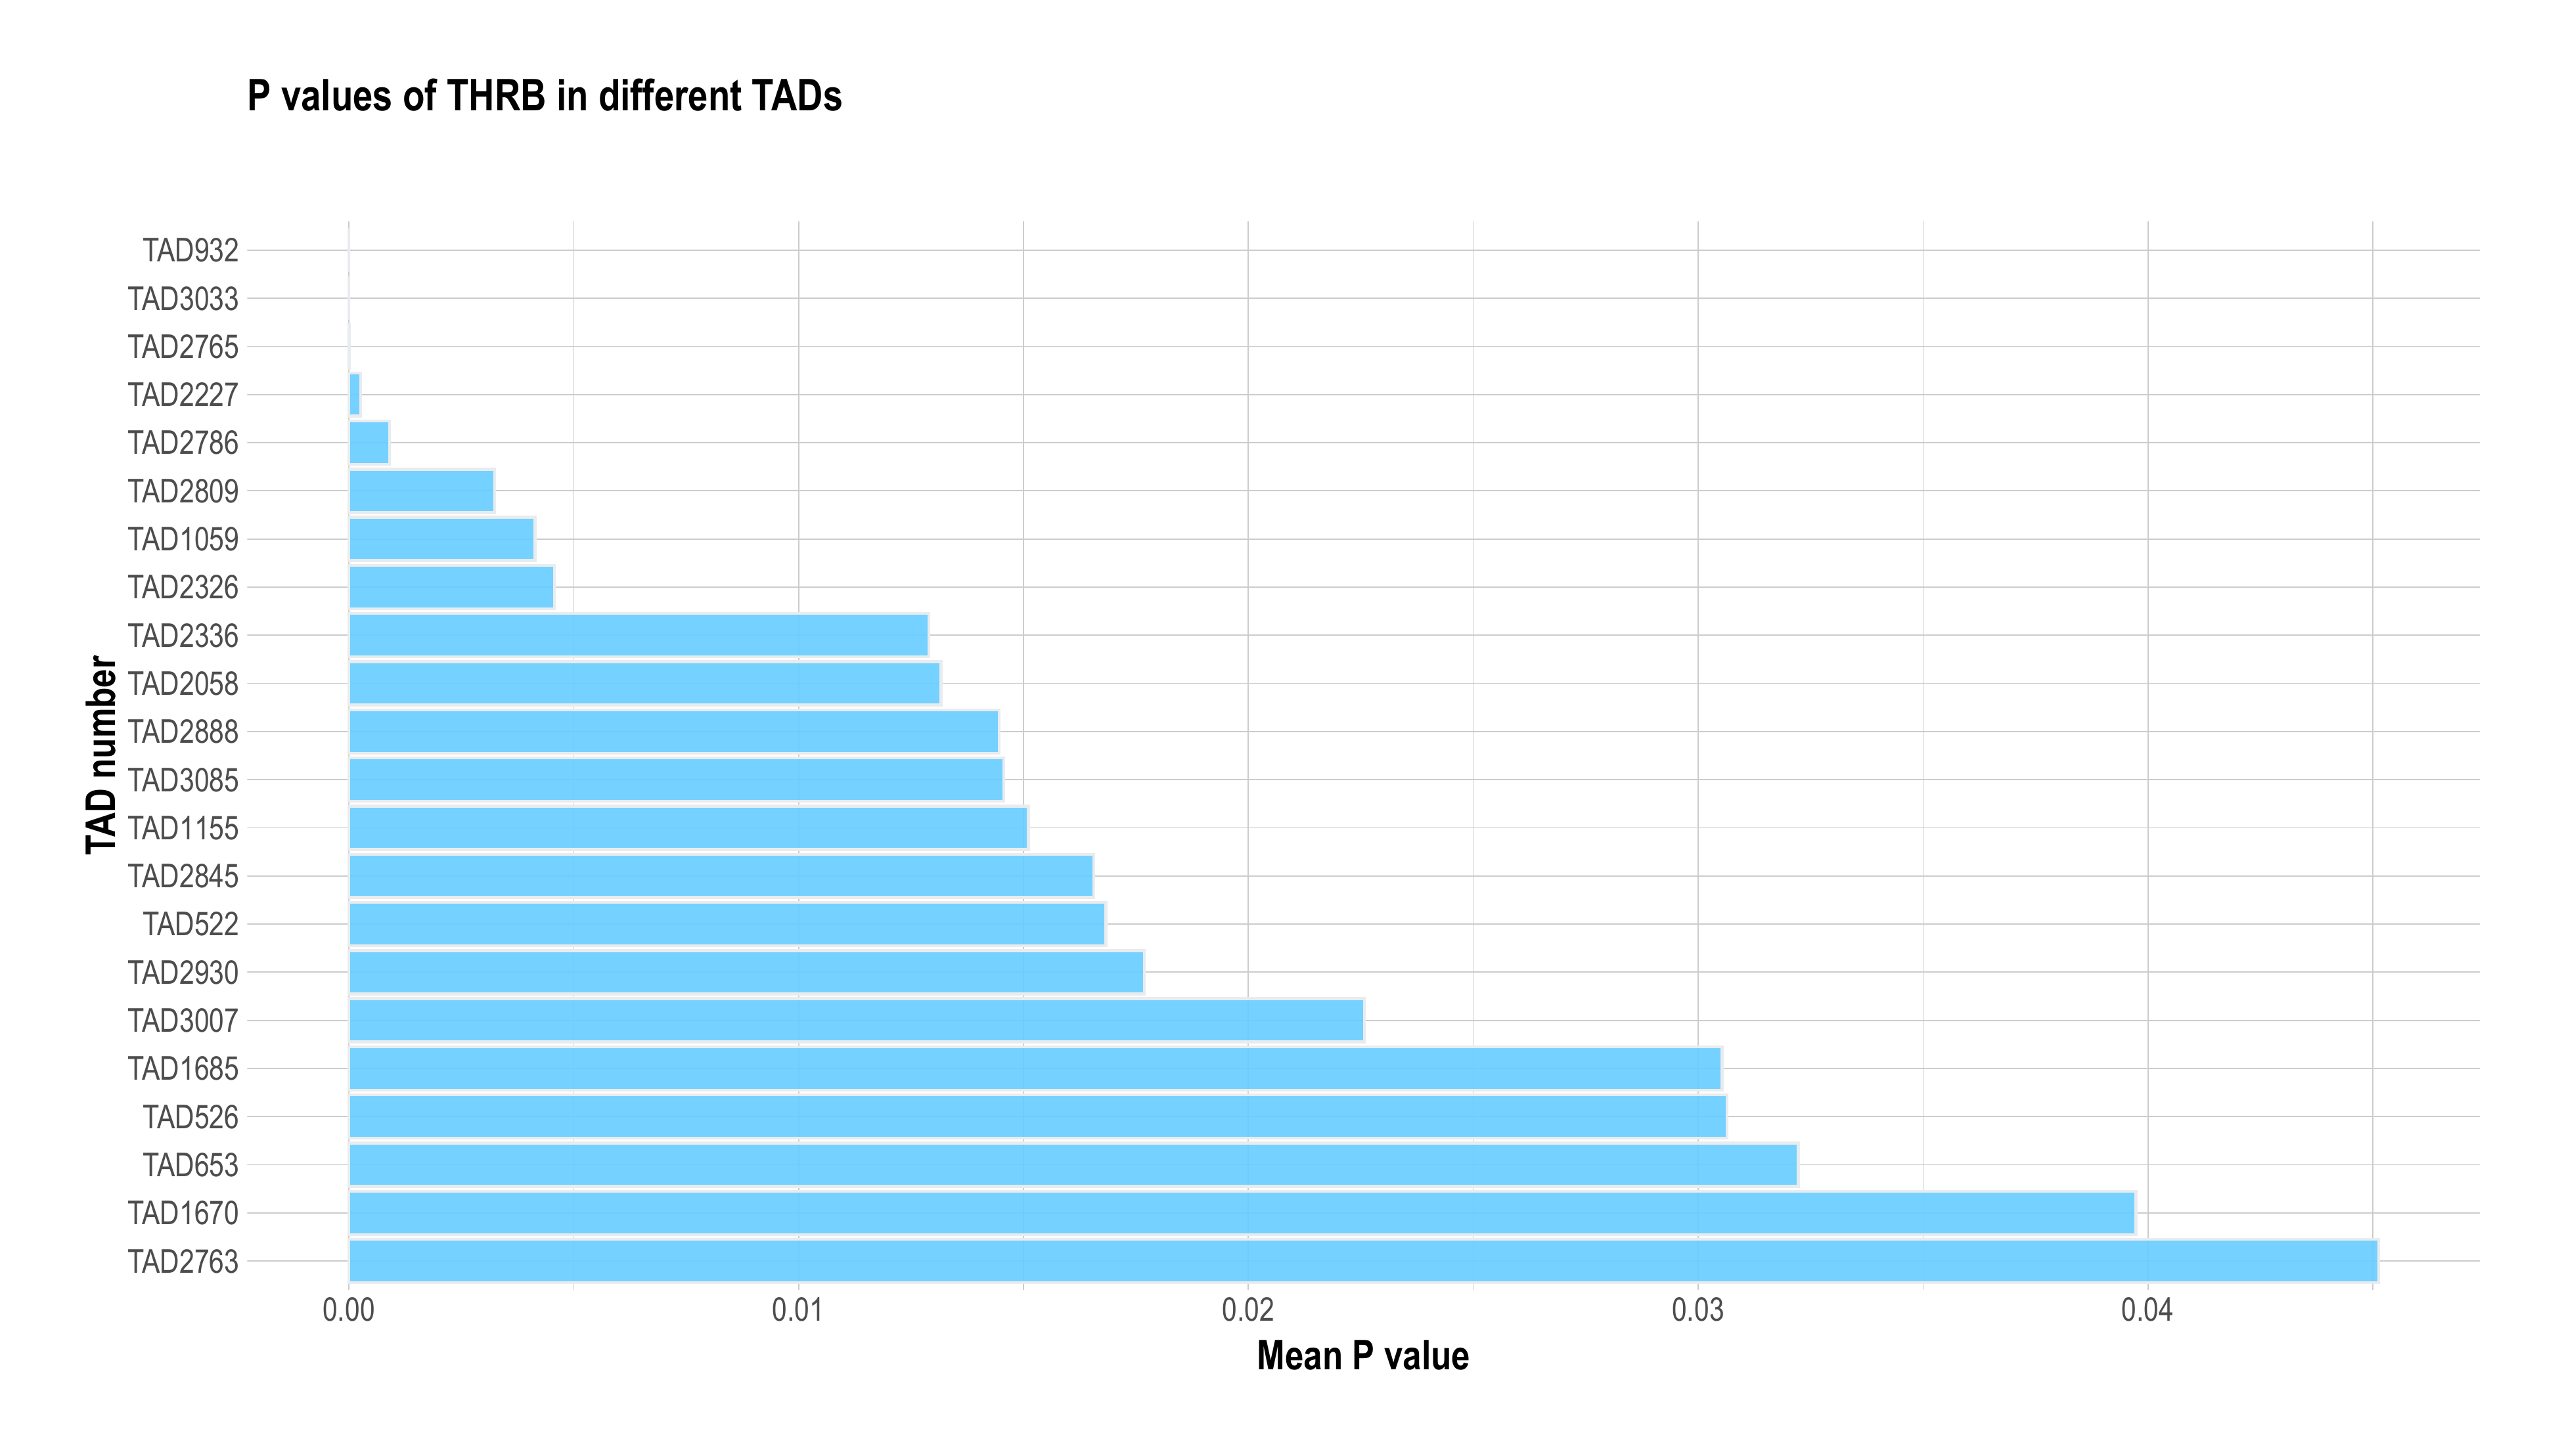 P values of THRB in different TADs
TAD932
TAD3033
TAD2765
TAD2227
TAD2786
TAD2809
TAD1059
TAD2326
TAD2336
TAD2058
TAD2888
TAD3085
TAD1155
TAD2845
TAD522
TAD2930
TAD3007
TAD1685
TAD526
TAD653
TAD1670
TAD2763
TAD number
0.00 0.01 0.02 0.03 0.04
Mean P value